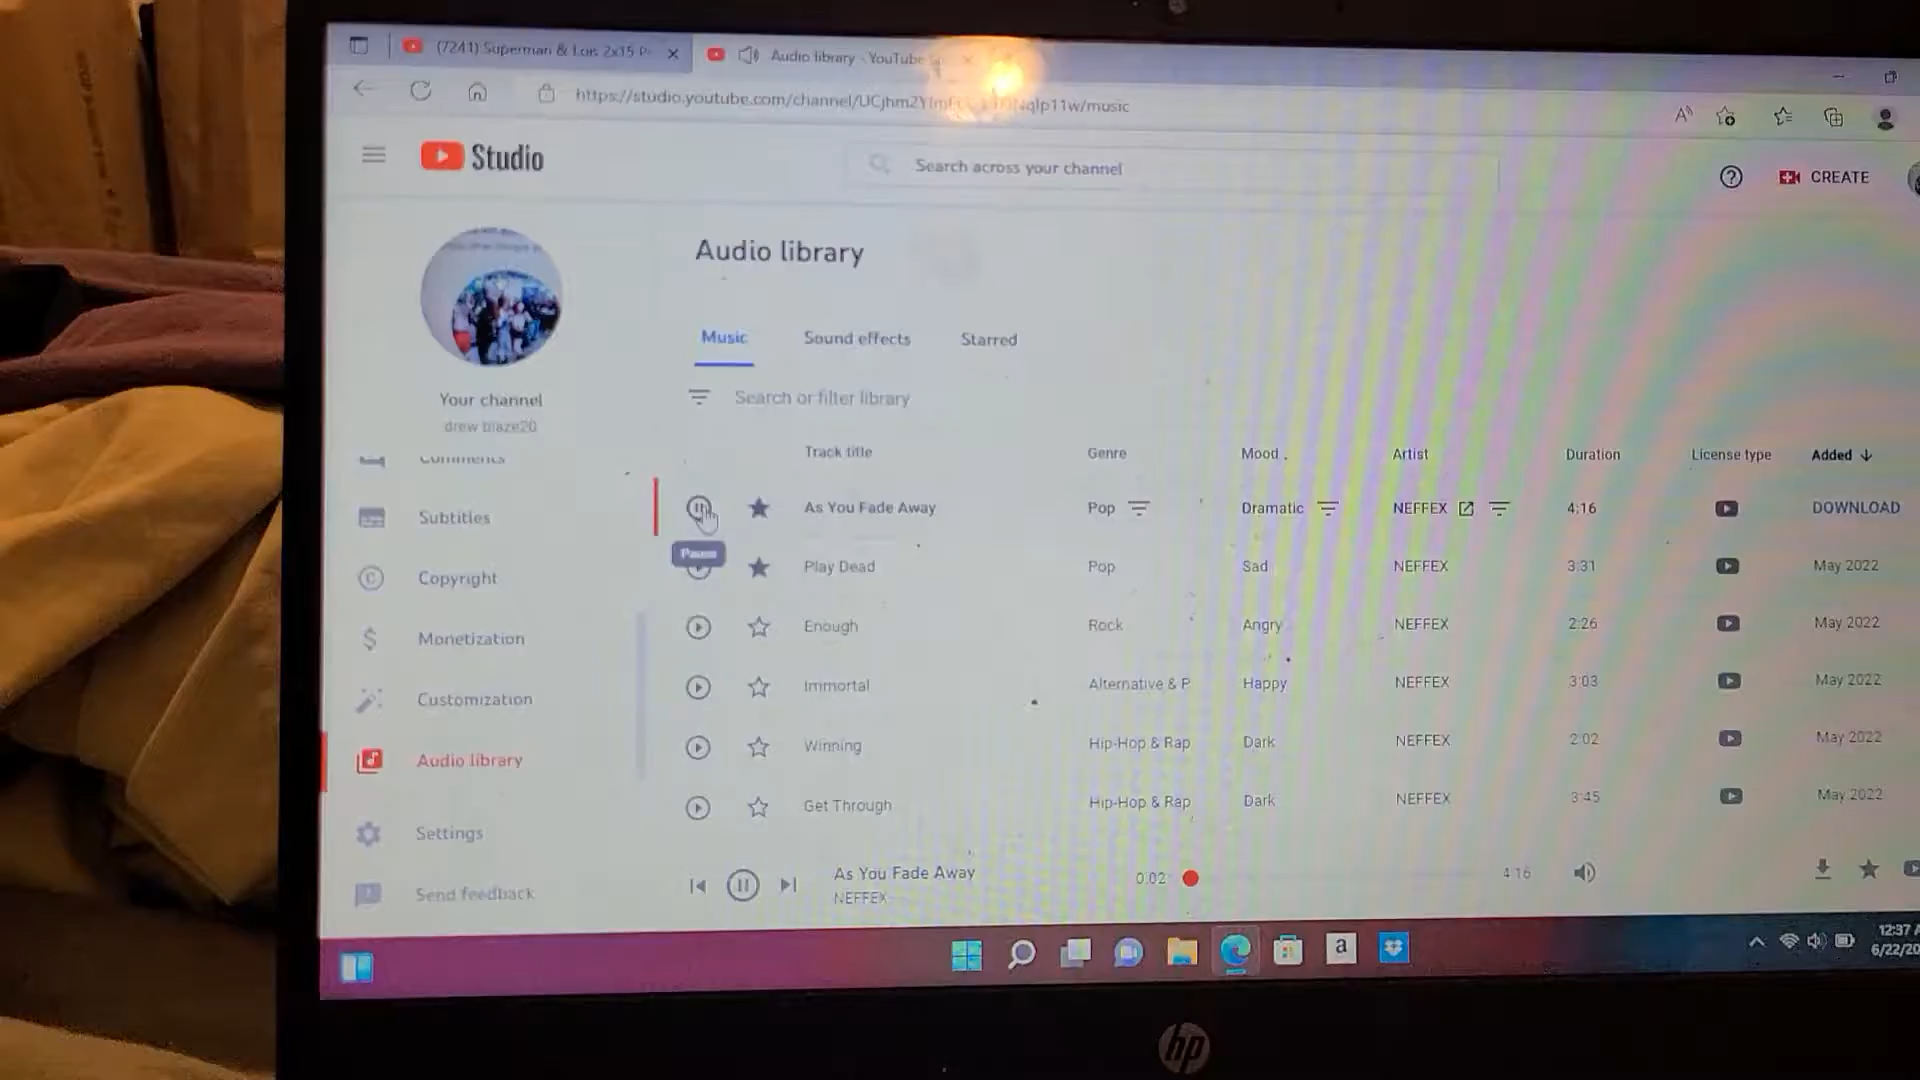 (7241) Superman & Lois 2x15 P
Audio library - YouTube
https://studio.youtube.com/channel/
music
Studio
Search across your channel
CREATE
Audio library
Music
Sound effects
Starred
Your channel
drew blaze20
Search or filter library
Comments
Subtitles
Copyright
Monetization
Customization
Audio library
Settings
Send feedback
Track title Genre Mood Artist Duration License type Added
As You Fade Away Pop Dramatic NEFFEX 4:16 DOWNLOAD
Pause
Play Dead Pop Sad NEFFEX 3:31 May 2022
Enough Rock Angry NEFFEX 2:26 May 2022
Immortal Alternative & P Happy NEFFEX 3:03 May 2022
Winning Hip-Hop & Rap Dark NEFFEX 2:02 May 2022
Get Through Hip-Hop & Rap Dark NEFFEX 3:45 May 2022
As You Fade Away
NEFFEX
0:02
4:16
a
12:37 A
6/22/20
hp